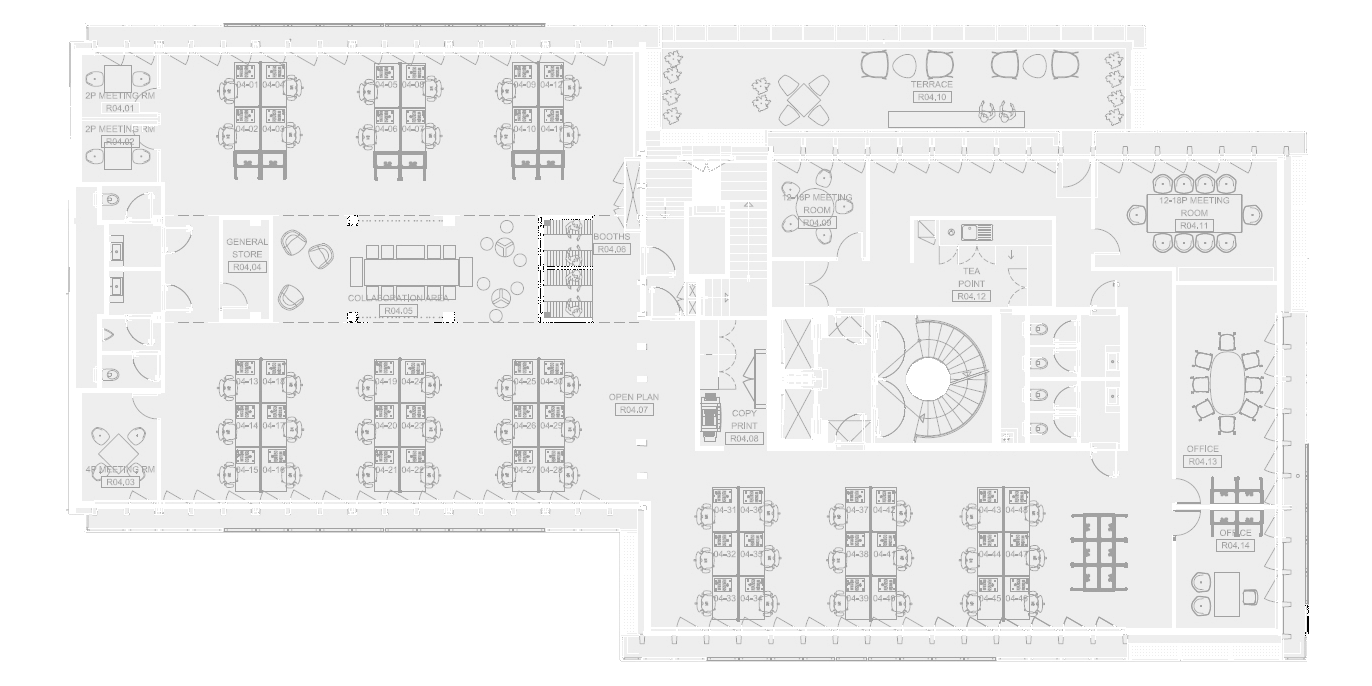 2P MEETING RM
R04.01
2P MEETING RM
R04.02
04-01 04-04
04-02 04-03
04-05 04-08
04-06 04-07
04-09 04-12
04-10 04-11
TERRACE
R04.10
GENERAL
STORE
R04.04
COLLABORATION AREA
R04.05
BOOTHS
R04.06
12-18P MEETING
ROOM
R04.09
12-18P MEETING
ROOM
R04.11
TEA
POINT
R04.12
04-13 04-18
04-14 04-17
04-15 04-16
04-19 04-24
04-20 04-23
04-21 04-22
04-25 04-30
04-26 04-29
04-27 04-28
OPEN PLAN
R04.07
COPY
PRINT
R04.08
4P MEETING RM
R04.03
OFFICE
R04.13
OFFICE
R04.14
04-31 04-36
04-32 04-35
04-33 04-34
04-37 04-42
04-38 04-41
04-39 04-40
04-43 04-48
04-44 04-47
04-45 04-46